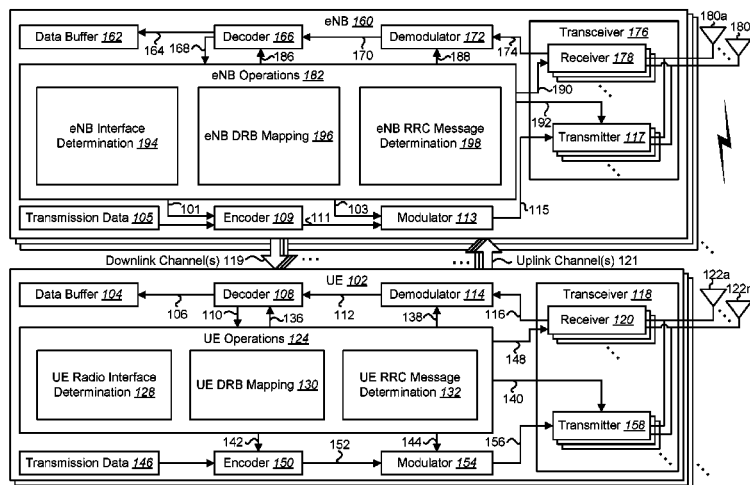 eNB 160
Data Buffer 162
164
168
Decoder 166
186
170
Demodulator 172
188
174
Transceiver 176
Receiver 178
180a
180
eNB Operations 182
190
192
eNB Interface
Determination 194
eNB DRB Mapping 196
eNB RRC Message
Determination 198
Transmitter 117
101
103
115
Transmission Data 105
Encoder 109
111
Modulator 113
Downlink Channel(s) 119
Uplink Channel(s) 121
UE 102
Data Buffer 104
106
110
Decoder 108
136
112
Demodulator 114
138
116
Transceiver 118
Receiver 120
122a
122n
UE Operations 124
148
140
UE Radio Interface
Determination 128
UE DRB Mapping 130
UE RRC Message
Determination 132
Transmitter 158
142
152
144
156
Transmission Data 146
Encoder 150
Modulator 154